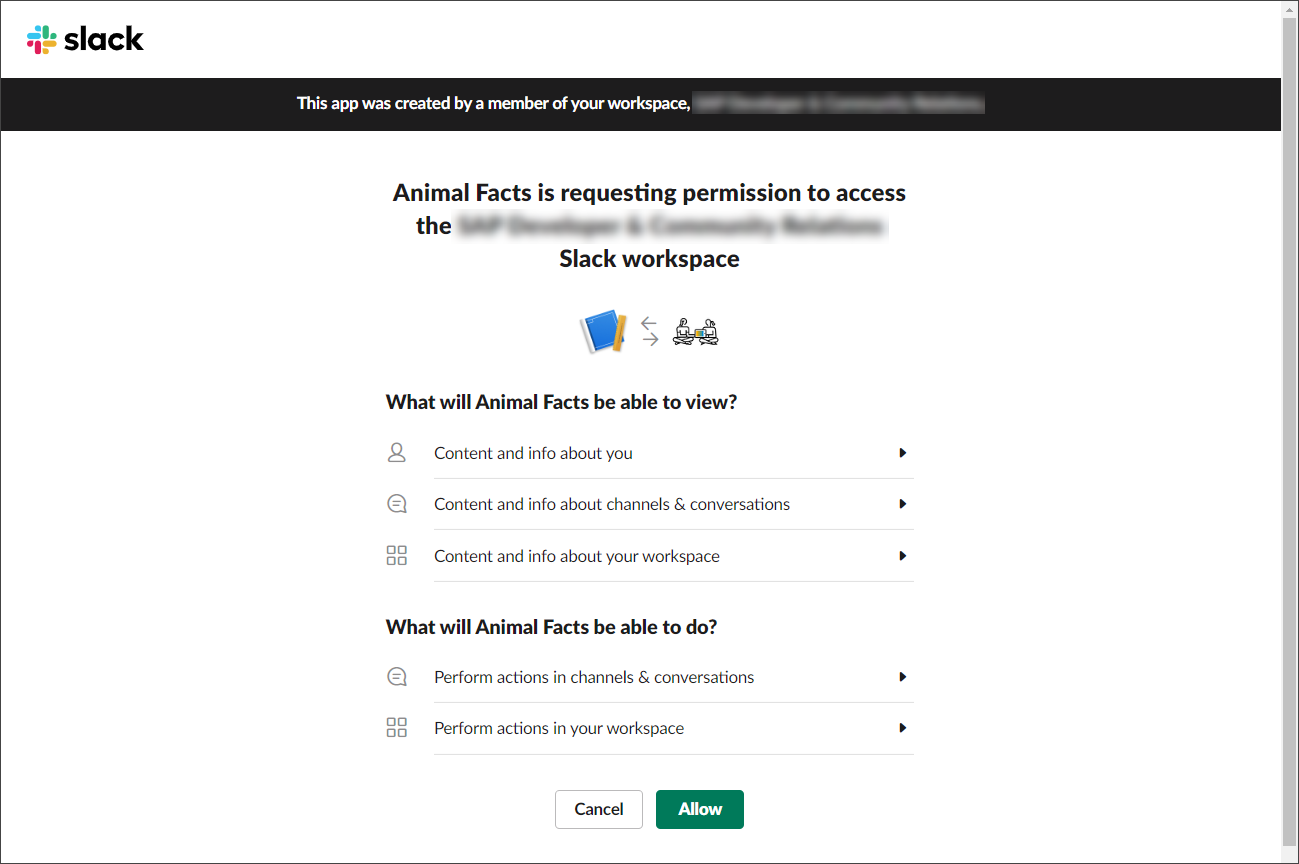 slack
This app was created by a member of your workspace,
Animal Facts is requesting permission to access
the
Slack workspace
What will Animal Facts be able to view?
Content and info about you
Content and info about channels & conversations
Content and info about your workspace
What will Animal Facts be able to do?
Perform actions in channels & conversations
Perform actions in your workspace
Cancel Allow